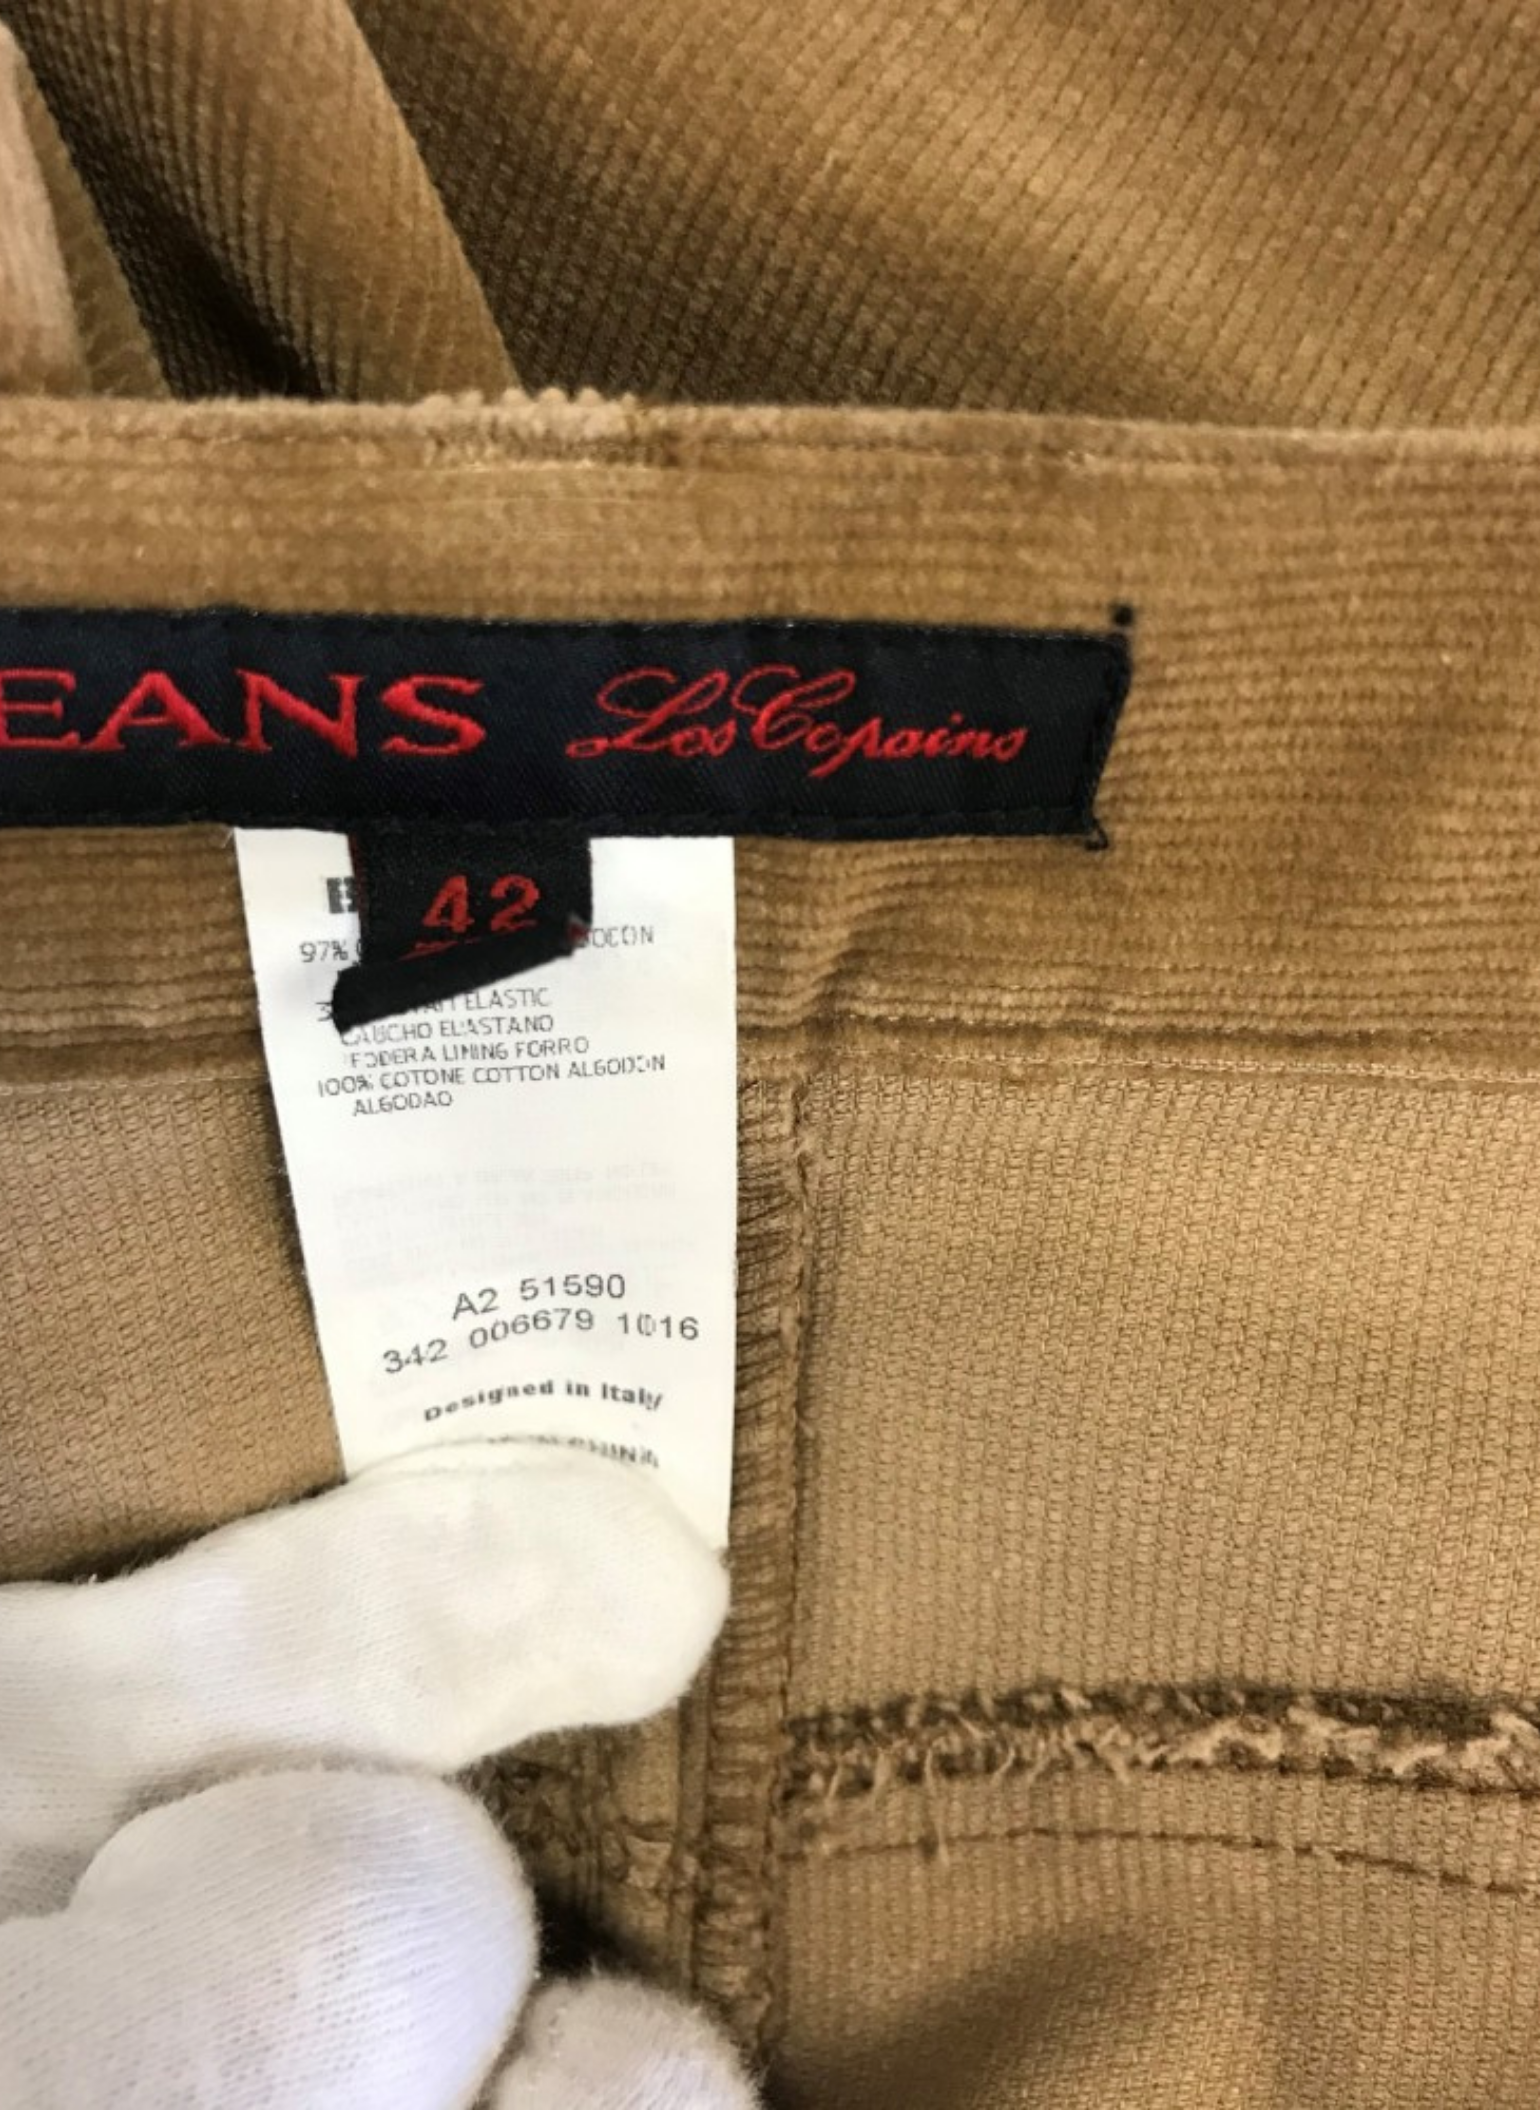 EANS Les Copains
42
97%
ELASTIC
CAUCHO ELASTANO
FODERA LINING FORRO
100% COTONE COTTON ALGODON
ALGODAO
A2 51590
342 006679 1016
Designed in Italy
CHINA